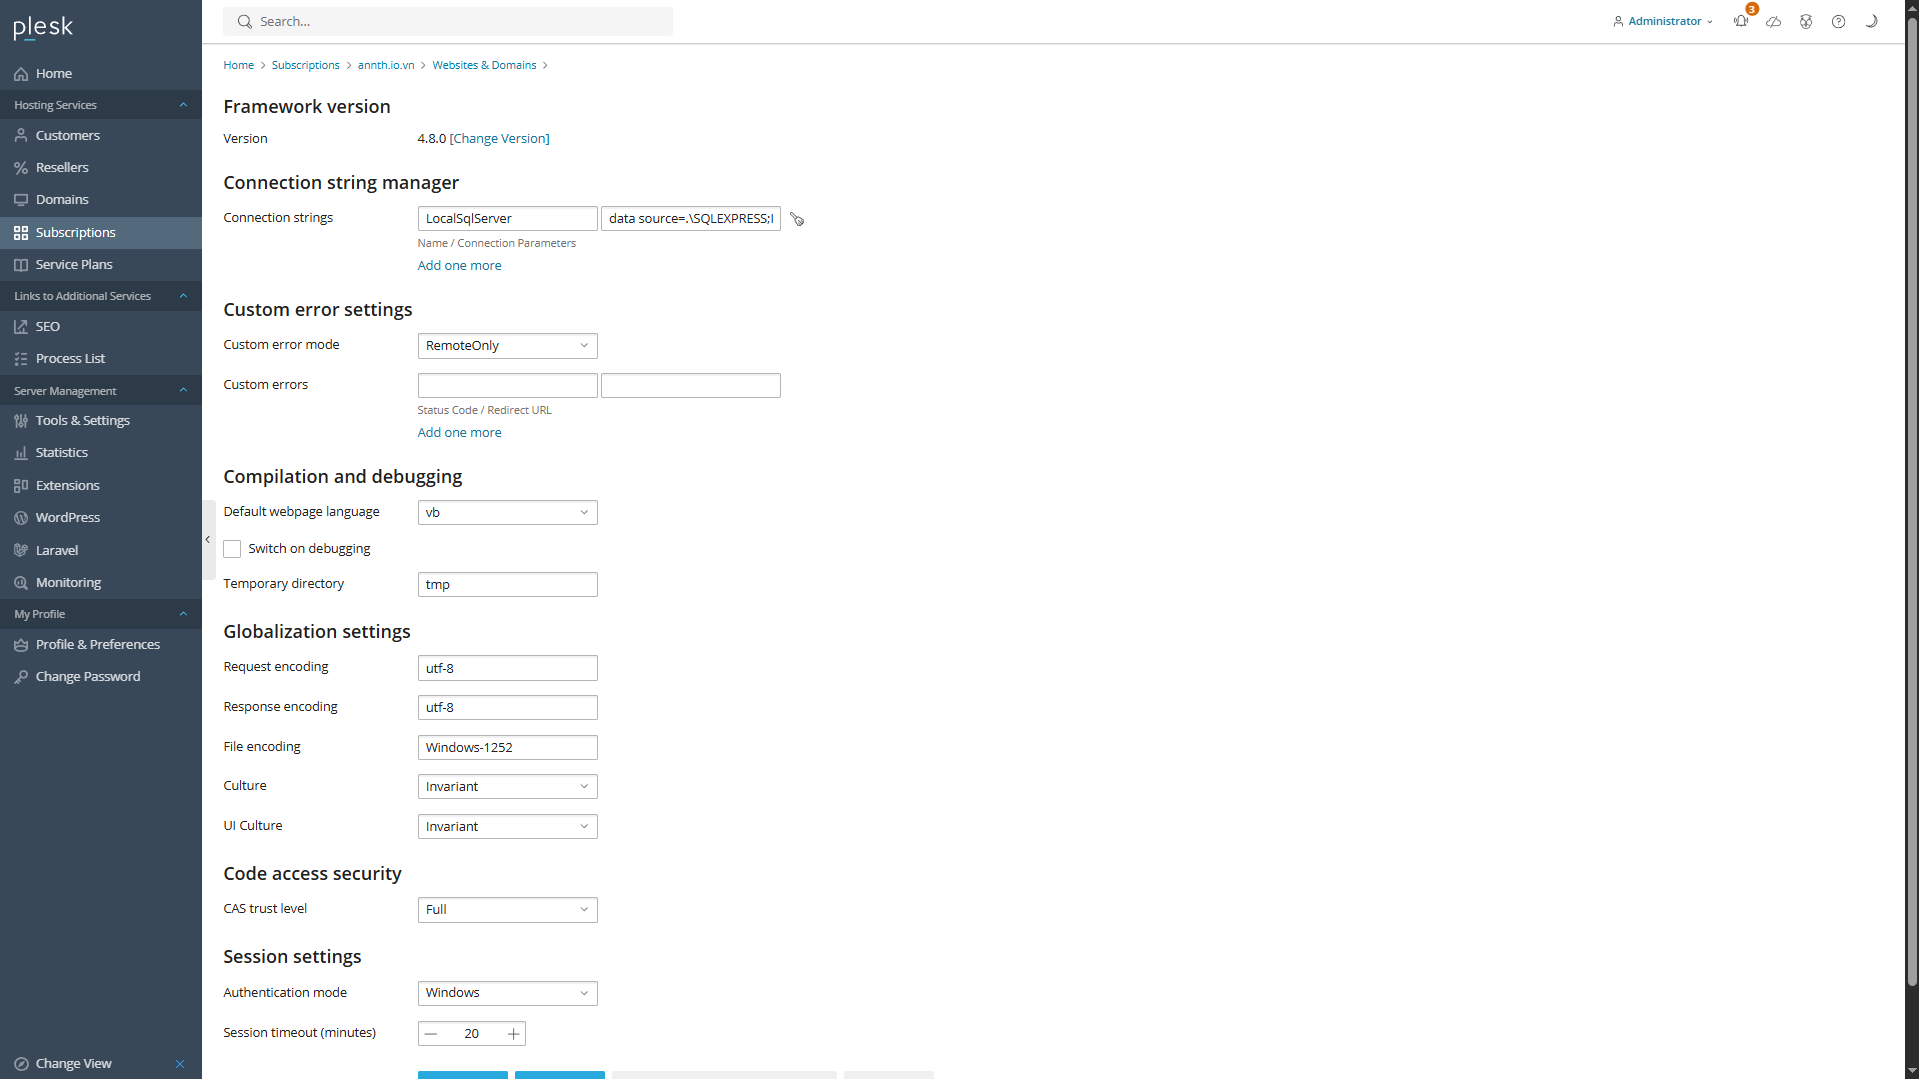 plesk
Search...
Administrator
3
Home
Hosting Services
Customers
Resellers
Domains
Subscriptions
Service Plans
Links to Additional Services
SEO
Process List
Server Management
Tools & Settings
Statistics
Extensions
WordPress
Laravel
Monitoring
My Profile
Profile & Preferences
Change Password
Change View
Home > Subscriptions > annth.io.vn > Websites & Domains >
Framework version
Version 4.8.0 [Change Version]
Connection string manager
Connection strings LocalSqlServer data source=.\SQLEXPRESS;I
Name / Connection Parameters
Add one more
Custom error settings
Custom error mode RemoteOnly
Custom errors
Status Code / Redirect URL
Add one more
Compilation and debugging
Default webpage language vb
Switch on debugging
Temporary directory tmp
Globalization settings
Request encoding utf-8
Response encoding utf-8
File encoding Windows-1252
Culture Invariant
UI Culture Invariant
Code access security
CAS trust level Full
Session settings
Authentication mode Windows
Session timeout (minutes) 20